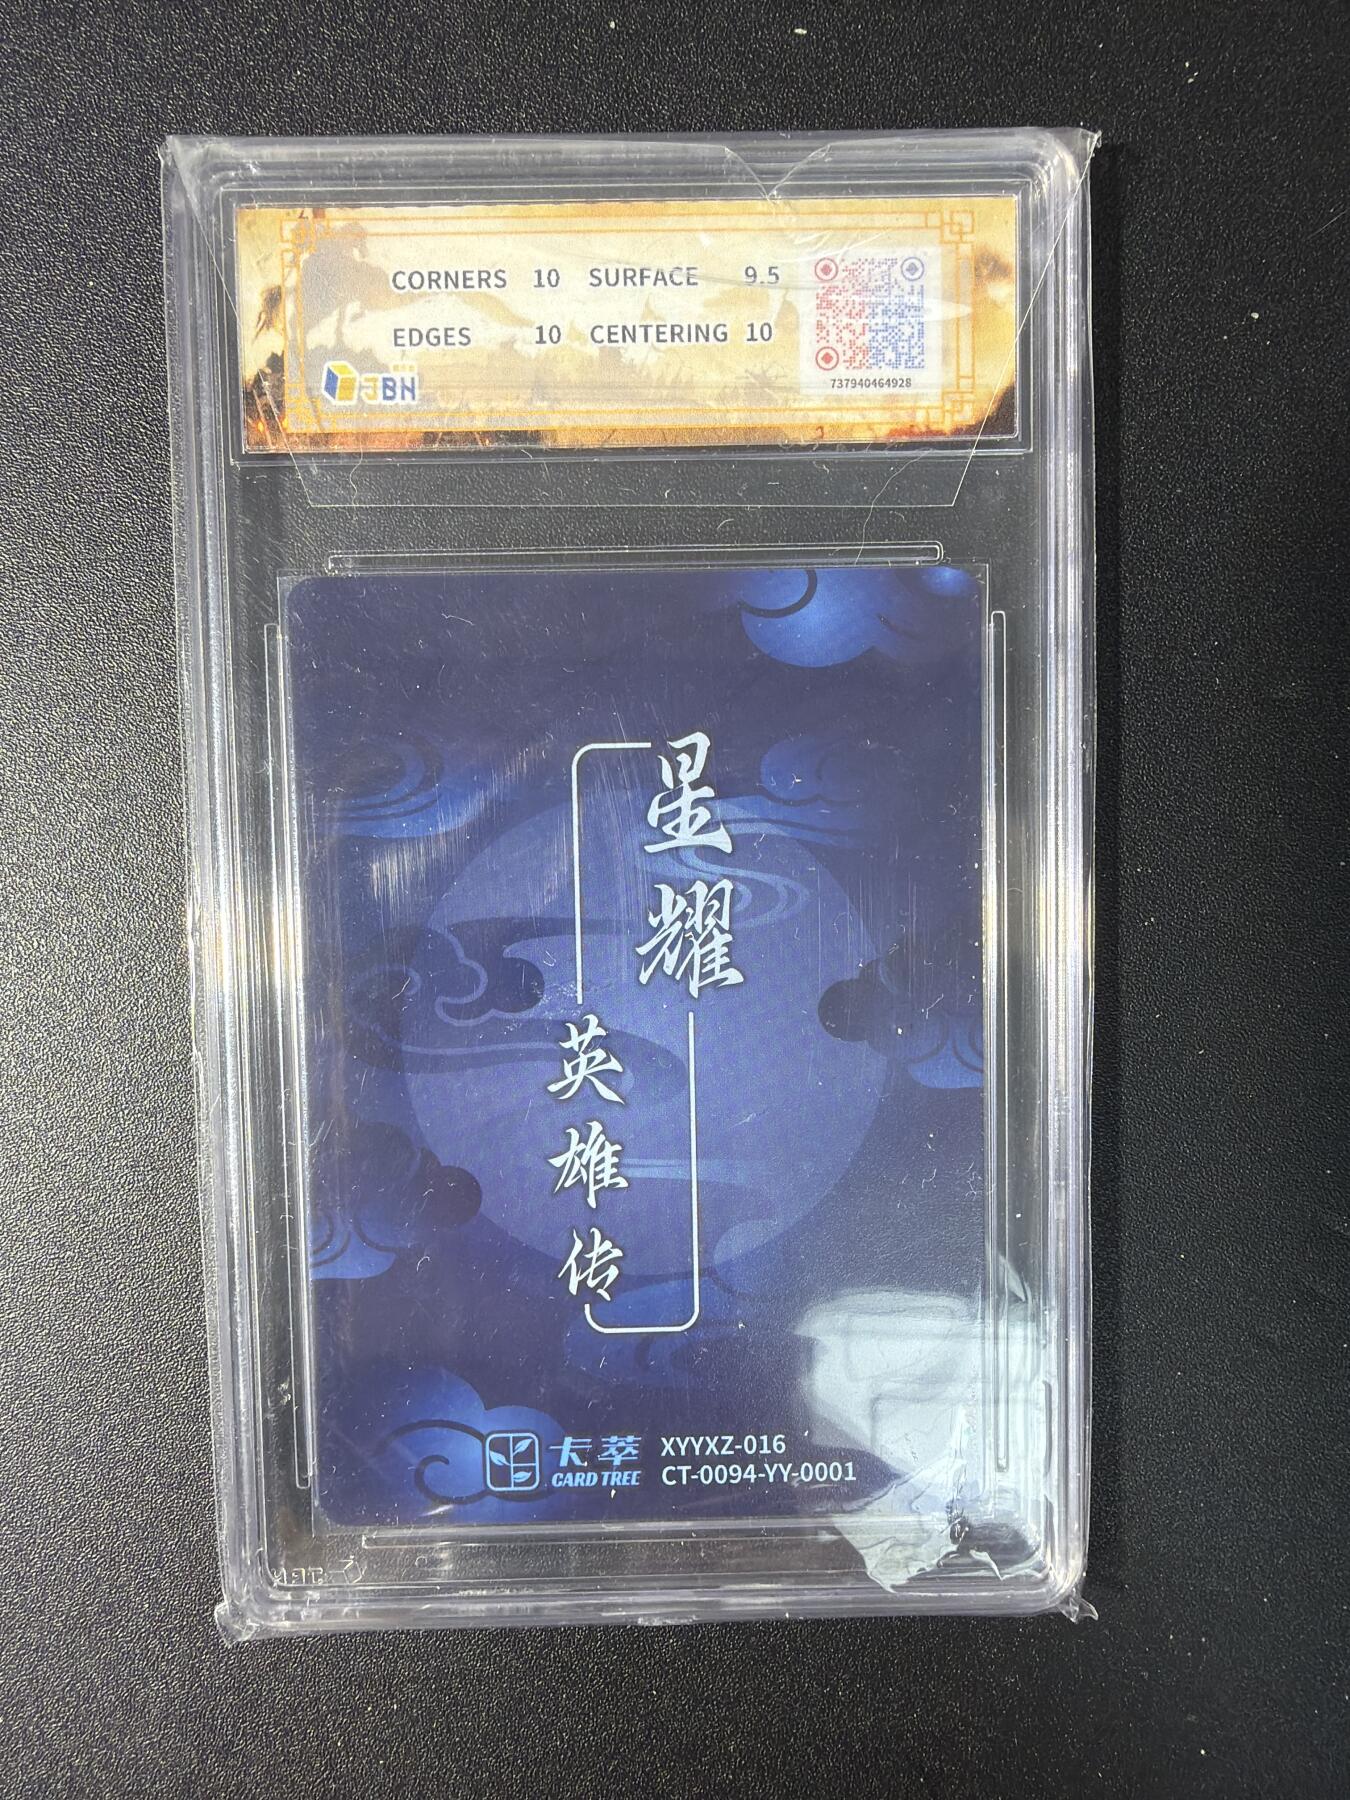 CORNERS 10 SURFACE 9.5
EDGES 10 CENTERING 10
JBH
737940464928
星耀
英雄传
卡萃 XYYXZ-016
CARD TREE CT-0094-YY-0001